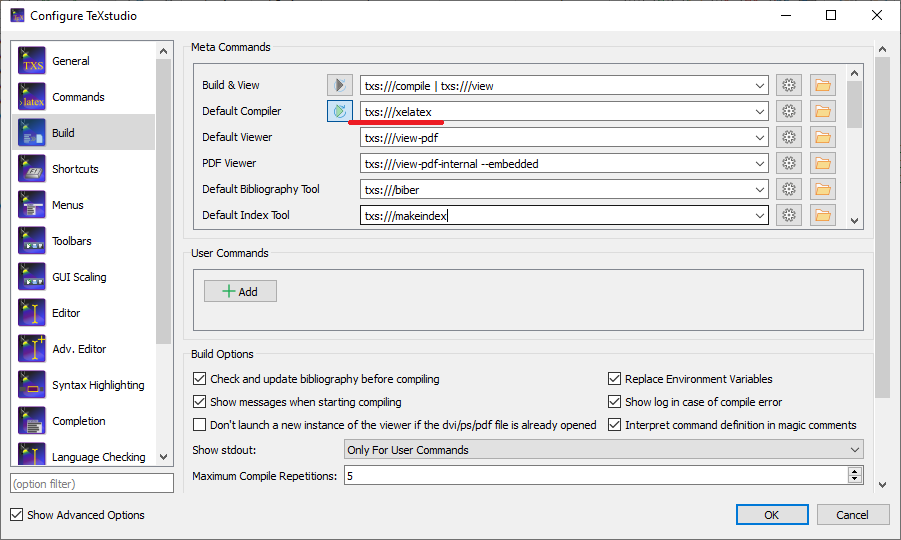 Configure TeXstudio
General
Commands
Build
Shortcuts
Menus
Toolbars
GUI Scaling
Editor
Adv. Editor
Syntax Highlighting
Completion
Language Checking
(option filter)
Show Advanced Options
Meta Commands
Build & View txs:///compile | txs:///view
Default Compiler txs:///xelatex
Default Viewer txs:///view-pdf
PDF Viewer txs:///view-pdf-internal --embedded
Default Bibliography Tool txs:///biber
Default Index Tool txs:///makeindex
User Commands
Add
Build Options
Check and update bibliography before compiling Replace Environment Variables
Show messages when starting compiling Show log in case of compile error
Don't launch a new instance of the viewer if the dvi/ps/pdf file is already opened Interpret command definition in magic comments
Show stdout: Only For User Commands
Maximum Compile Repetitions: 5
OK Cancel